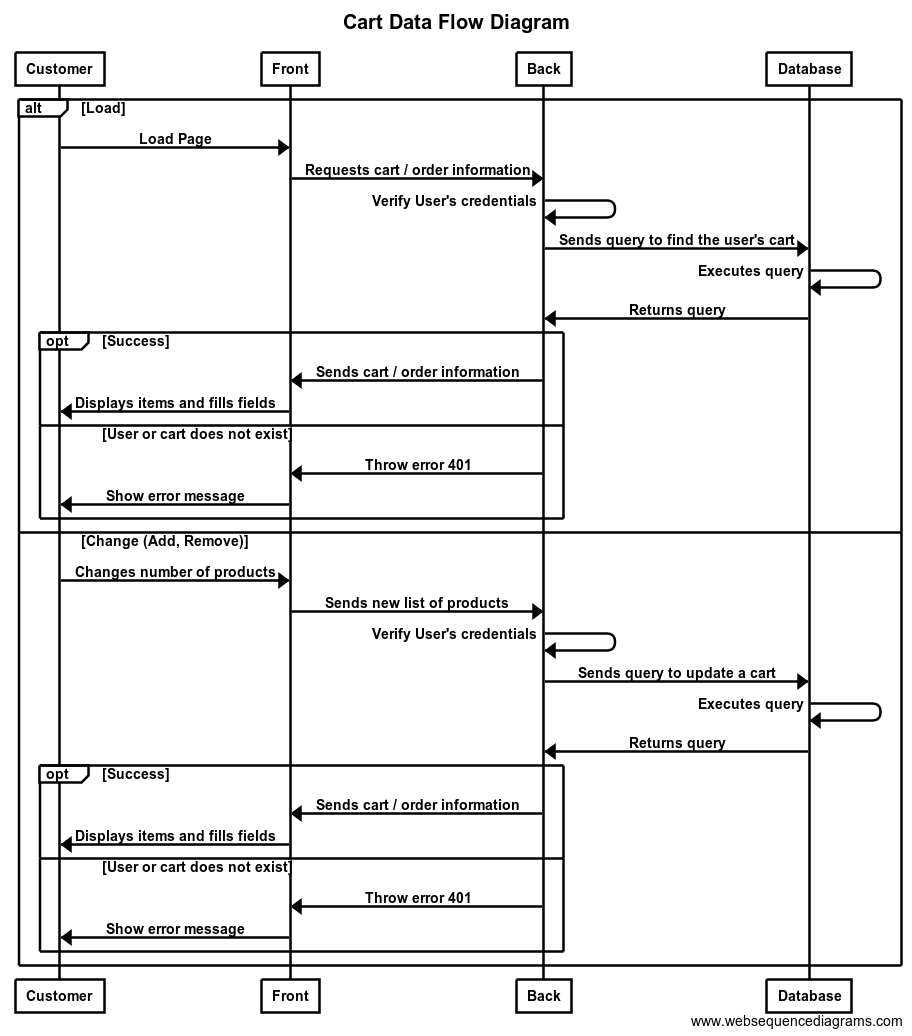 Cart Data Flow Diagram
Customer
Front
Back
Database
alt
[Load]
Load Page
Requests cart / order information
Verify User's credentials
Sends query to find the user's cart
Executes query
Returns query
opt
[Success]
Sends cart / order information
Displays items and fills fields
[User or cart does not exist]
Throw error 401
Show error message
[Change (Add, Remove)]
Changes number of products
Sends new list of products
Verify User's credentials
Sends query to update a cart
Executes query
Returns query
opt
[Success]
Sends cart / order information
Displays items and fills fields
[User or cart does not exist]
Throw error 401
Show error message
Customer
Front
Back
Database
www.websequencediagrams.com